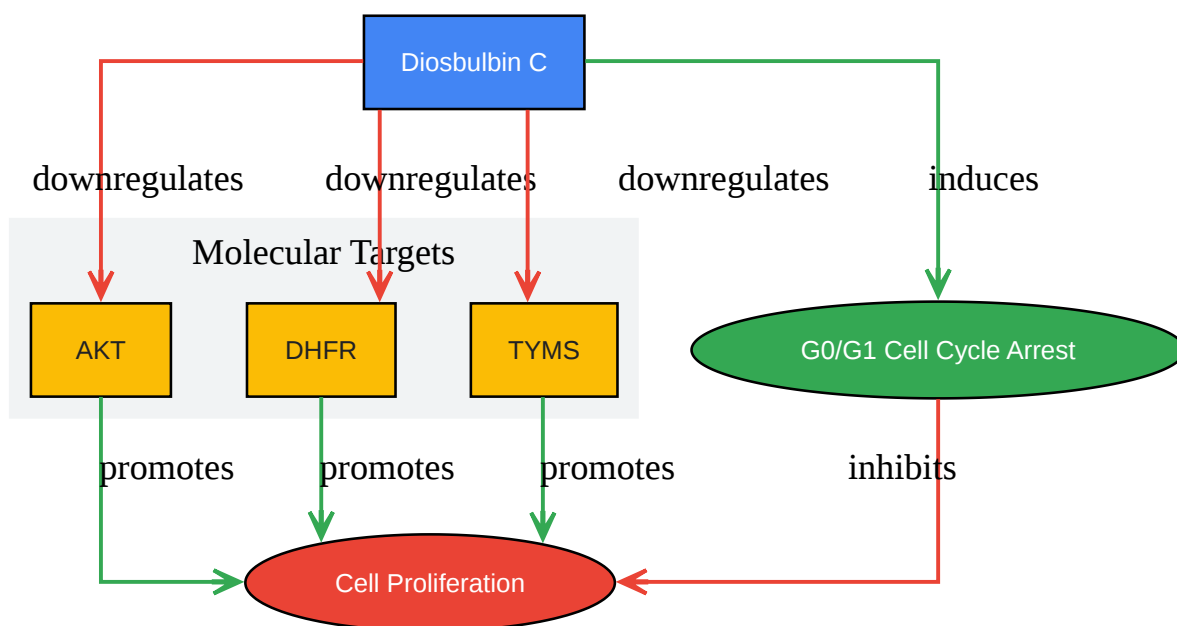 Diosbulbin C
downregulates downregulates downregulates induces
Molecular Targets
AKT DHFR TYMS G0/G1 Cell Cycle Arrest
promotes promotes promotes inhibits
Cell Proliferation